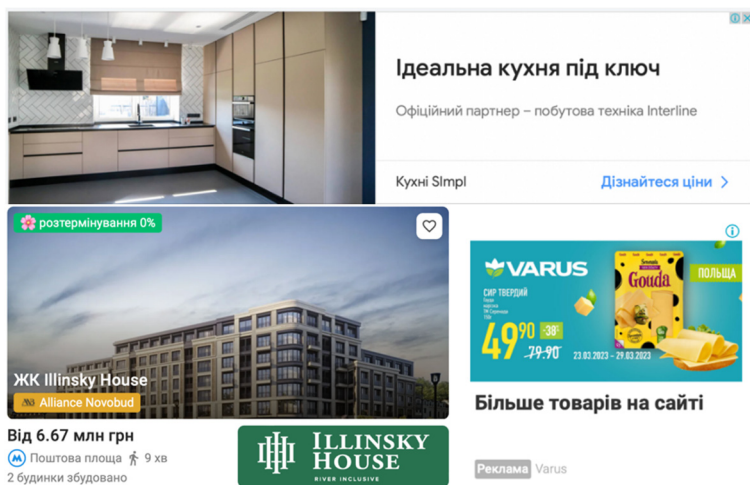 Ідеальна кухня під ключ
Офіційний партнер – побутова техніка Interline
Кухні SImpl
Дізнайтеся ціни
розтермінування 0%
ЖК Illinsky House
Alliance Novobud
Від 6.67 млн грн
М Поштова площа 9 хв
2 будинки збудовано
ILLINSKY
HOUSE
RIVER INCLUSIVE
VARUS
СИР ТВЕРДИЙ
49.90 -38%
79.90
23.03.2023 – 29.03.2023
Gouda
ПОЛЬЩА
Більше товарів на сайті
Реклама Varus